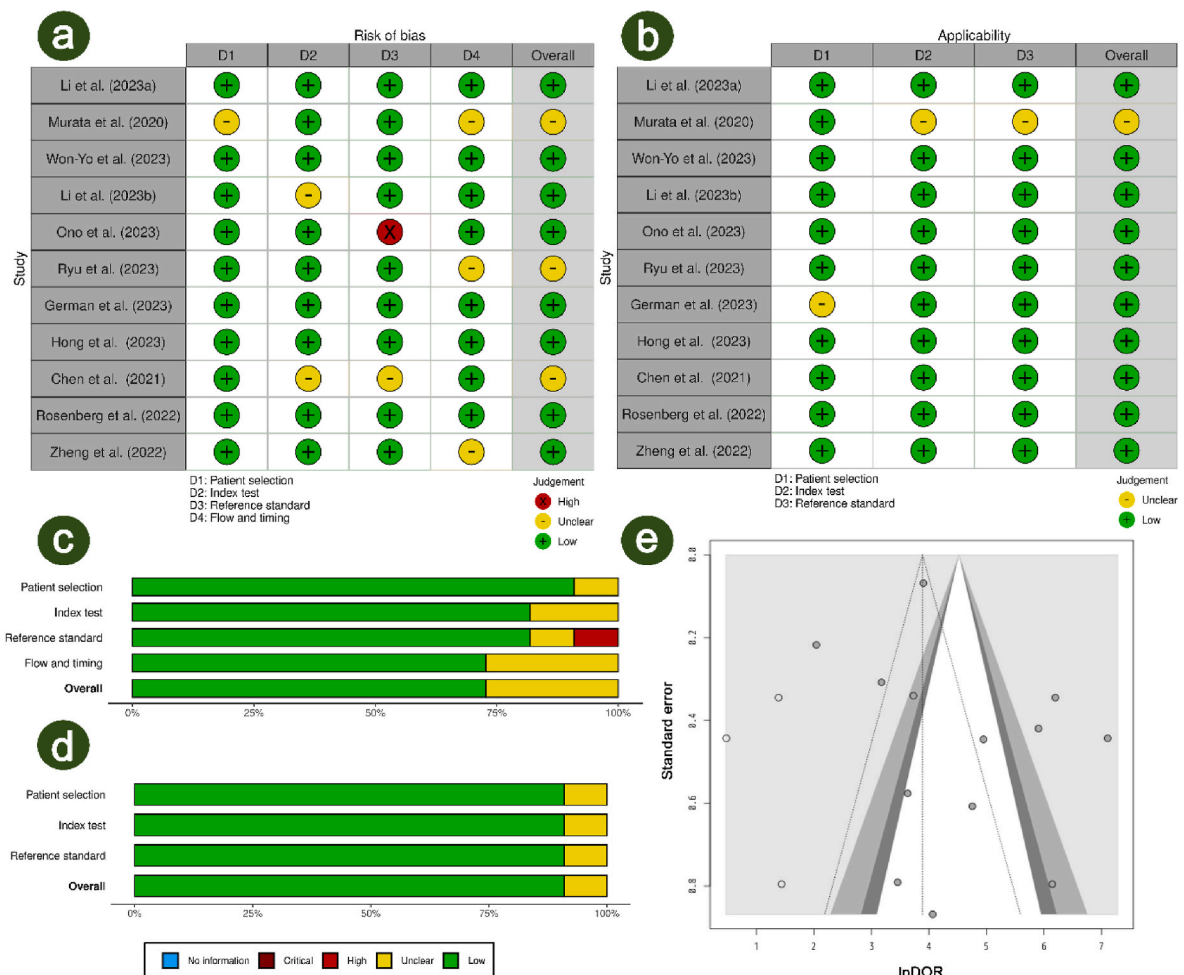 a
Risk of bias
D1 D2 D3 D4 Overall
Study
Li et al. (2023a) + + + + +
Murata et al. (2020) - + + - -
Won-Yo et al. (2023) + + + + +
Li et al. (2023b) + - + + +
Ono et al. (2023) + + X + +
Ryu et al. (2023) + + + - -
German et al. (2023) + + + + +
Hong et al. (2023) + + + + +
Chen et al. (2021) + - - + -
Rosenberg et al. (2022) + + + + +
Zheng et al. (2022) + + + - +
D1: Patient selection
D2: Index test
D3: Reference standard
D4: Flow and timing
Judgement
X High
- Unclear
+ Low
b
Applicability
D1 D2 D3 Overall
Study
Li et al. (2023a) + + + +
Murata et al. (2020) + - - -
Won-Yo et al. (2023) + + + +
Li et al. (2023b) + + + +
Ono et al. (2023) + + + +
Ryu et al. (2023) + + + +
German et al. (2023) - + + +
Hong et al. (2023) + + + +
Chen et al. (2021) + + + +
Rosenberg et al. (2022) + + + +
Zheng et al. (2022) + + + +
D1: Patient selection
D2: Index test
D3: Reference standard
Judgement
- Unclear
+ Low
c
Patient selection
Index test
Reference standard
Flow and timing
Overall
0% 25% 50% 75% 100%
d
Patient selection
Index test
Reference standard
Overall
0% 25% 50% 75% 100%
No information Critical High Unclear Low
e
Standard error
0.0
0.2
0.4
0.6
0.8
1 2 3 4 5 6 7
lnDOR